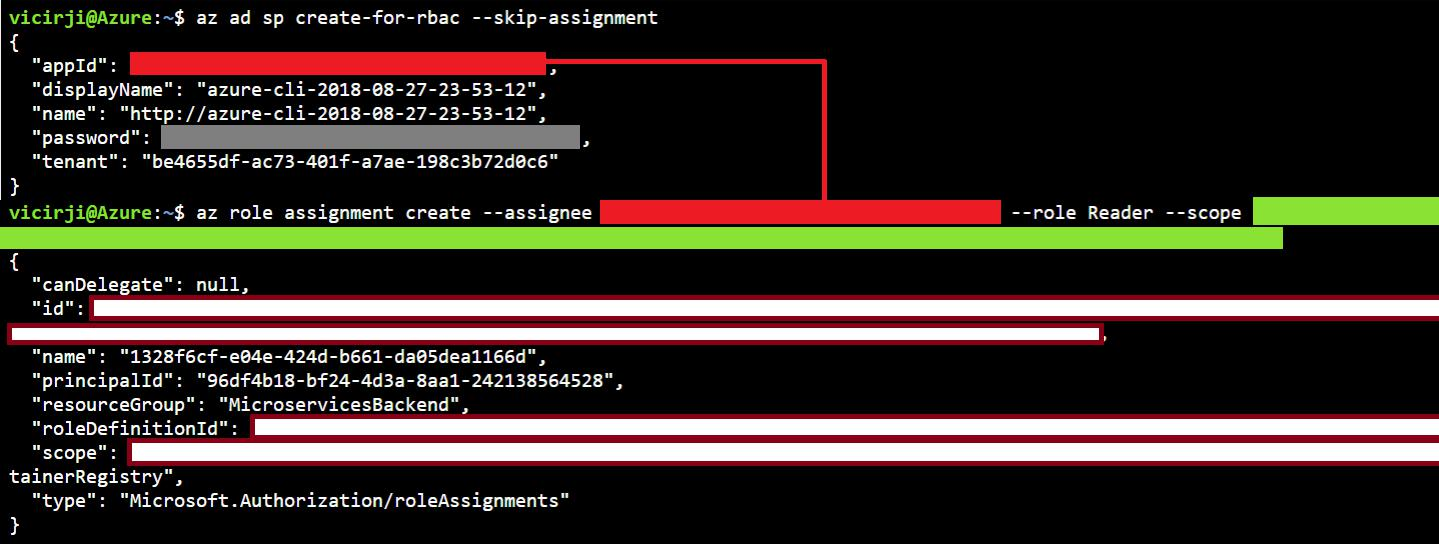 vicirji@Azure:~$ az ad sp create-for-rbac --skip-assignment
{
  "appId": ,
  "displayName": "azure-cli-2018-08-27-23-53-12",
  "name": "http://azure-cli-2018-08-27-23-53-12",
  "password": ,
  "tenant": "be4655df-ac73-401f-a7ae-198c3b72d0c6"
}
vicirji@Azure:~$ az role assignment create --assignee --role Reader --scope
{
  "canDelegate": null,
  "id":
,
  "name": "1328f6cf-e04e-424d-b661-da05dea1166d",
  "principalId": "96df4b18-bf24-4d3a-8aa1-242138564528",
  "resourceGroup": "MicroservicesBackend",
  "roleDefinitionId":
  "scope":
tainerRegistry",
  "type": "Microsoft.Authorization/roleAssignments"
}